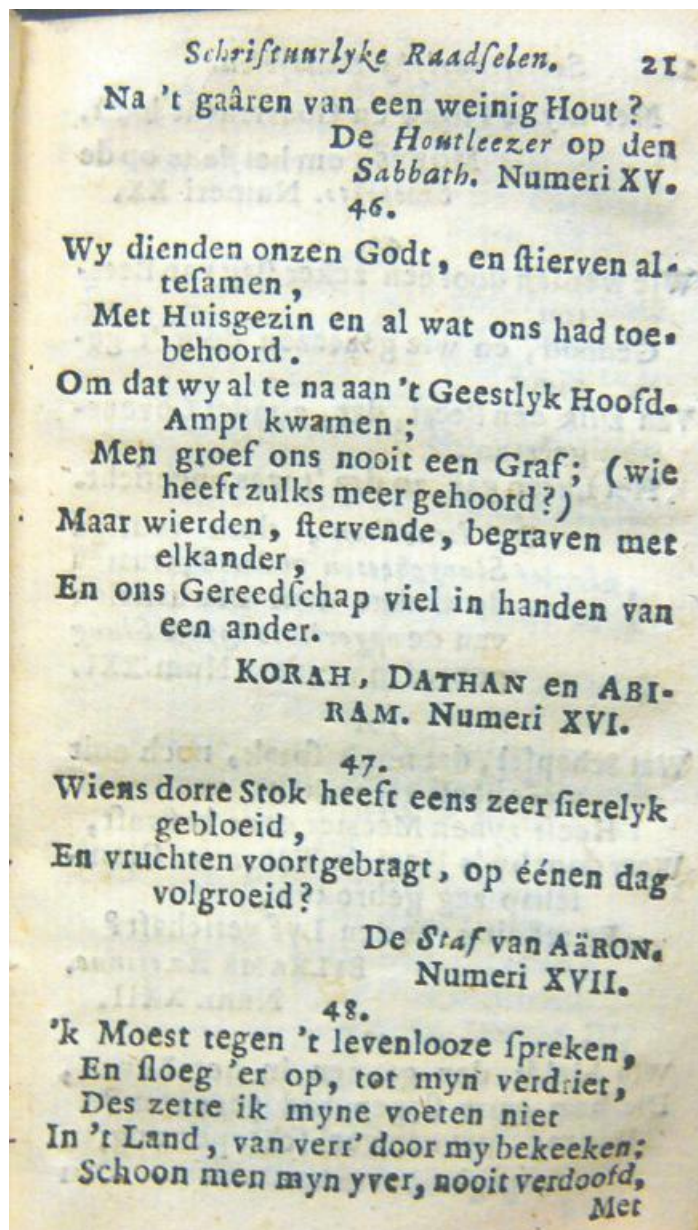 Schriftuurlyke Raadſelen. 21
Na 't gaâren van een weinig Hout?
De Houtleezer op den
Sabbath. Numeri XV.
46.
Wy dienden onzen Godt, en ſtierven al-
teſamen,
Met Huisgezin en al wat ons had toe-
behoord.
Om dat wy al te na aan 't Geestlyk Hoofd-
Ampt kwamen;
Men groef ons nooit een Graf; (wie
heeft zulks meer gehoord?)
Maar wierden, ſtervende, begraven met
elkander,
En ons Gereedſchap viel in handen van
een ander.
KORAH, DATHAN en ABI-
RAM. Numeri XVI.
47.
Wiens dorre Stok heeft eens zeer ſierelyk
gebloeid,
En vruchten voortgebragt, op éénen dag
volgroeid?
De Staf van AäRON.
Numeri XVII.
48.
'k Moest tegen 't levenlooze ſpreken,
En ſloeg 'er op, tot myn verdriet,
Des zette ik myne voeten niet
In 't Land, van verr' door my bekeeken;
Schoon men myn yver, nooit verdoofd,
Met